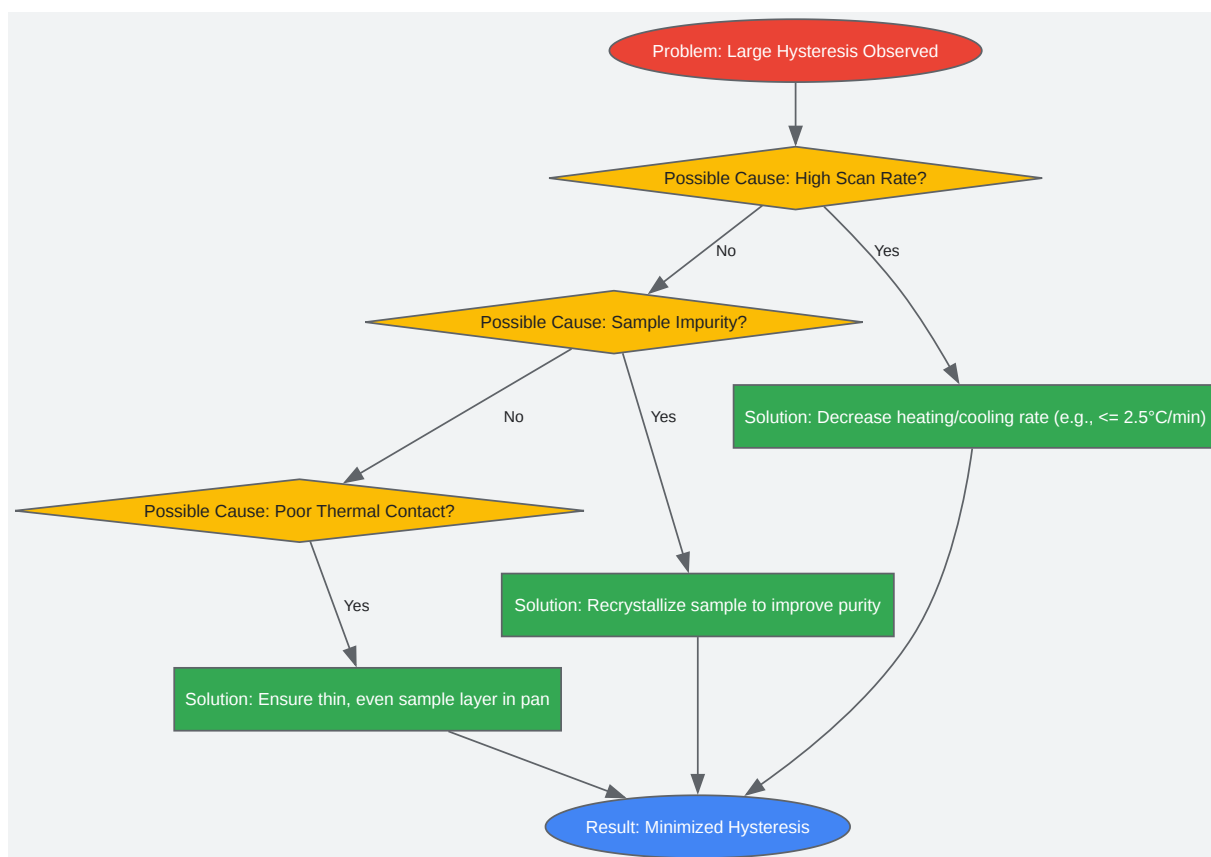 Problem: Large Hysteresis Observed
Possible Cause: High Scan Rate?
No
Yes
Possible Cause: Sample Impurity?
No
Yes
Solution: Decrease heating/cooling rate (e.g., <= 2.5°C/min)
Possible Cause: Poor Thermal Contact?
Yes
Solution: Recrystallize sample to improve purity
Solution: Ensure thin, even sample layer in pan
Result: Minimized Hysteresis